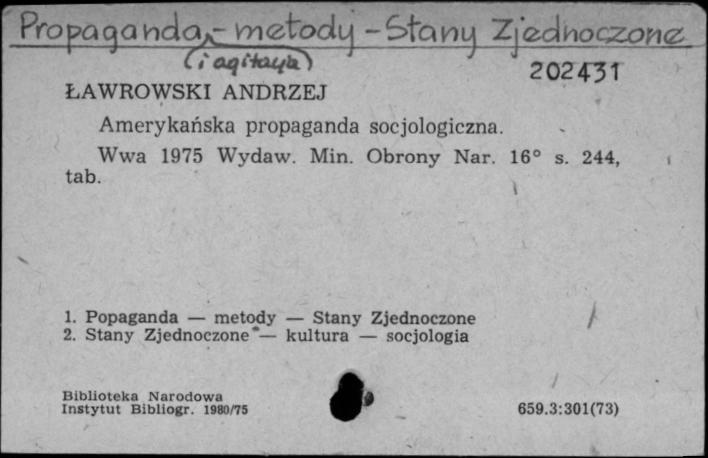 Propaganda - metody - Stany Zjednoczone
(i agitacja)
202431
ŁAWROWSKI ANDRZEJ
Amerykańska propaganda socjologiczna.
Wwa 1975 Wydaw. Min. Obrony Nar. 16° s. 244,
tab.
1. Popaganda — metody — Stany Zjednoczone
2. Stany Zjednoczone — kultura — socjologia
Biblioteka Narodowa
Instytut Bibliogr. 1980/75
659.3:301(73)